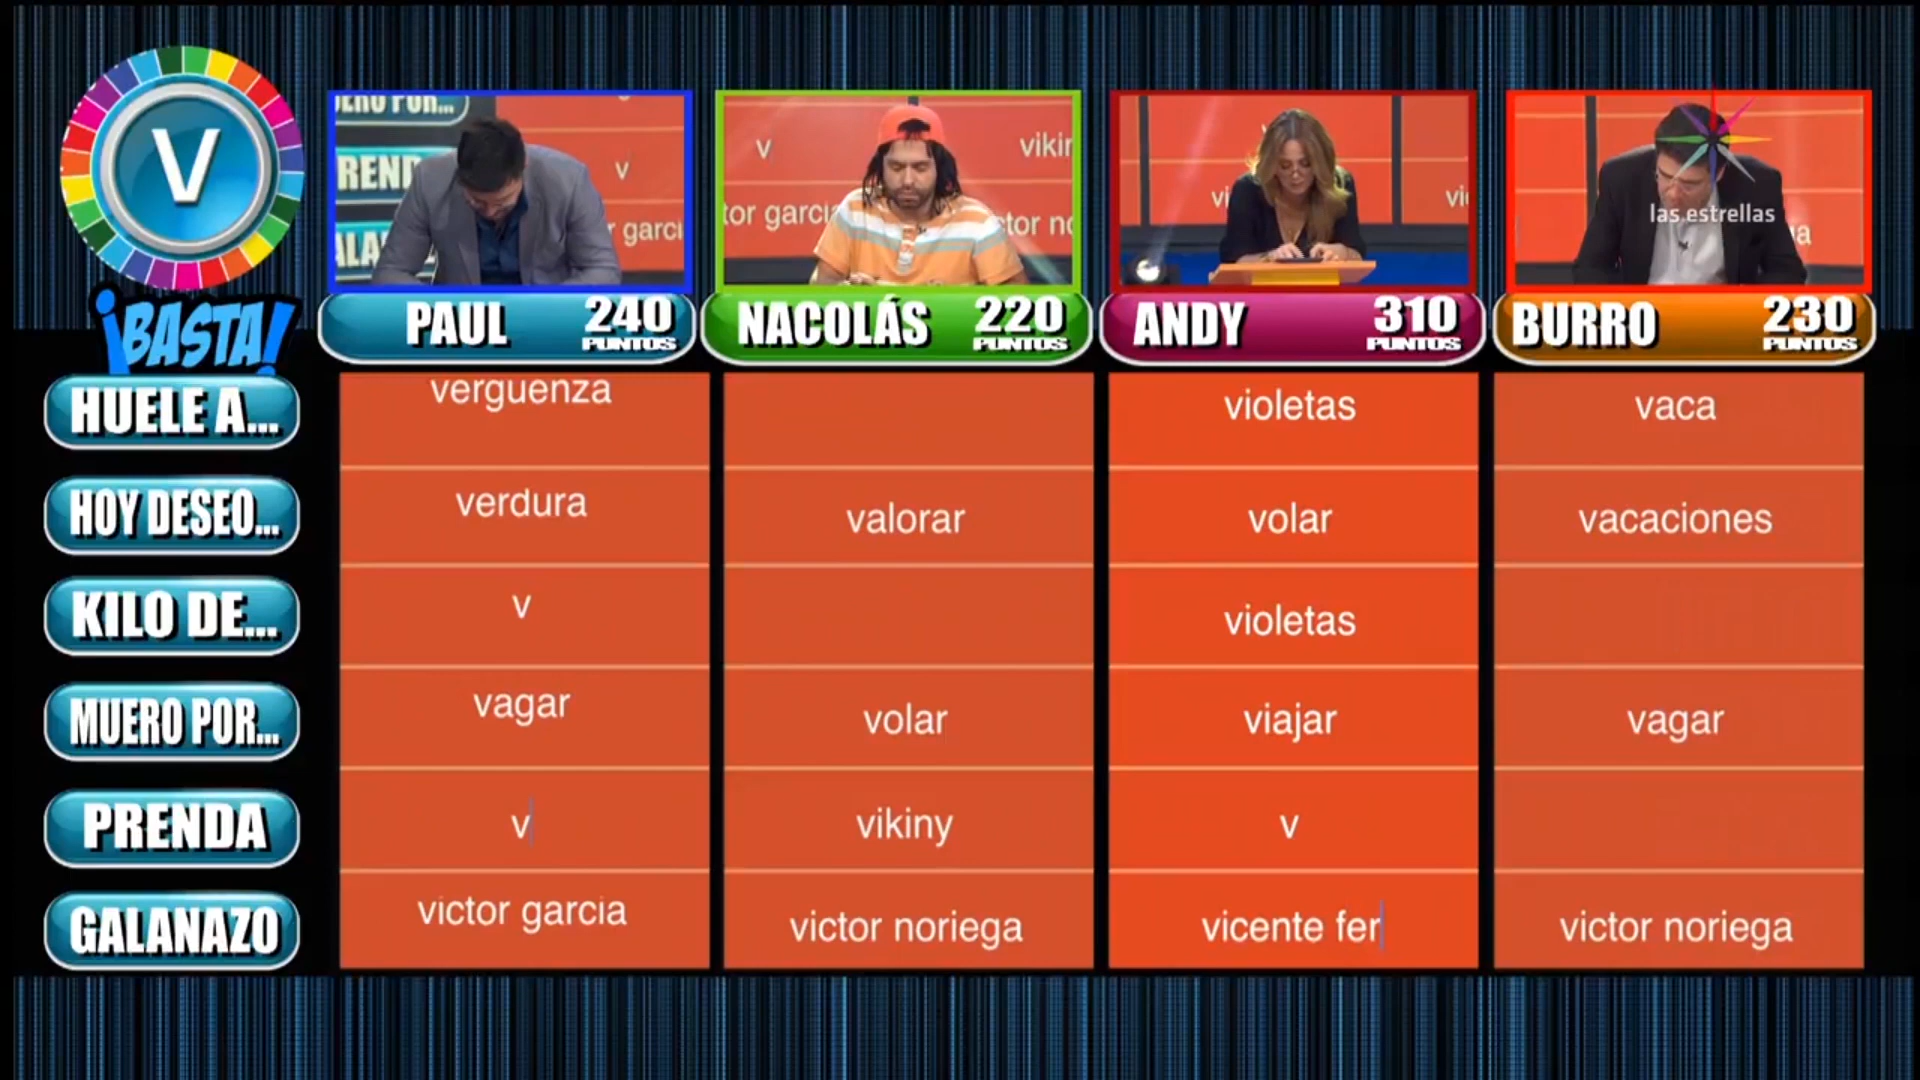 V
¡BASTA!
PAUL 240 PUNTOS
NACOLÁS 220 PUNTOS
ANDY 310 PUNTOS
BURRO 230 PUNTOS
las estrellas
HUELE A...
verguenza
violetas
vaca
HOY DESEO...
verdura
valorar
volar
vacaciones
KILO DE...
v
violetas
MUERO POR...
vagar
volar
viajar
vagar
PRENDA
v
vikiny
v
GALANAZO
victor garcia
victor noriega
vicente fer
victor noriega